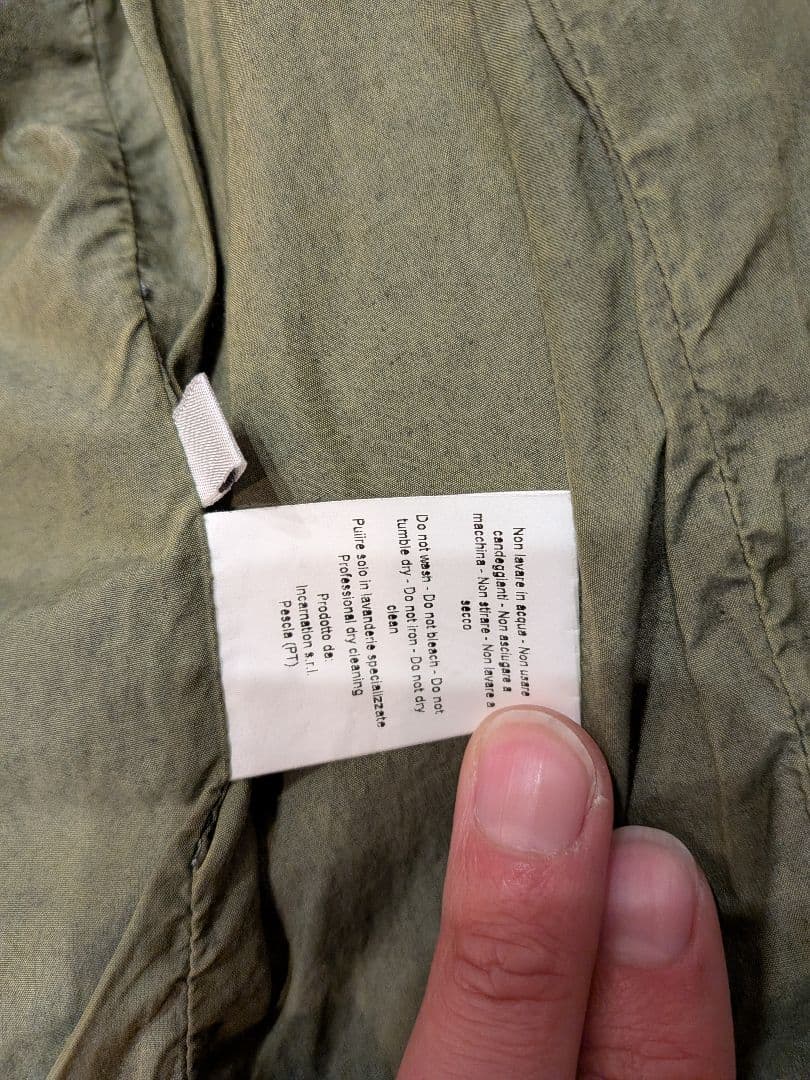 Non lavare in acqua - Non usare
candeggianti - Non asciugare a
macchina - Non stirare - Non lavare a
secco
Do not wash - Do not bleach - Do not
tumble dry - Do not iron - Do not dry
clean
Puire solo in lavanderie specializzate
Professional dry cleaning
Prodotto da:
Incarnation s.r.l.
Pescia (PT)